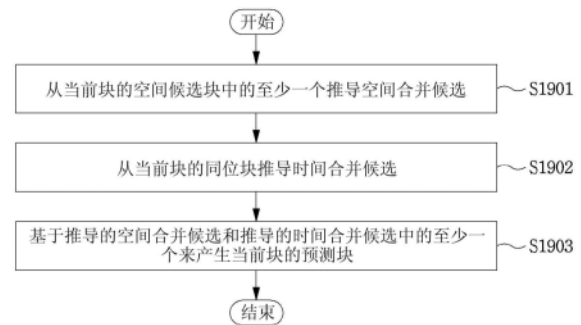 开始
从当前块的空间候选块中的至少一个推导空间合并候选
S1901
从当前块的同位块推导时间合并候选
S1902
基于推导的空间合并候选和推导的时间合并候选中的至少一
个来产生当前块的预测块
S1903
结束